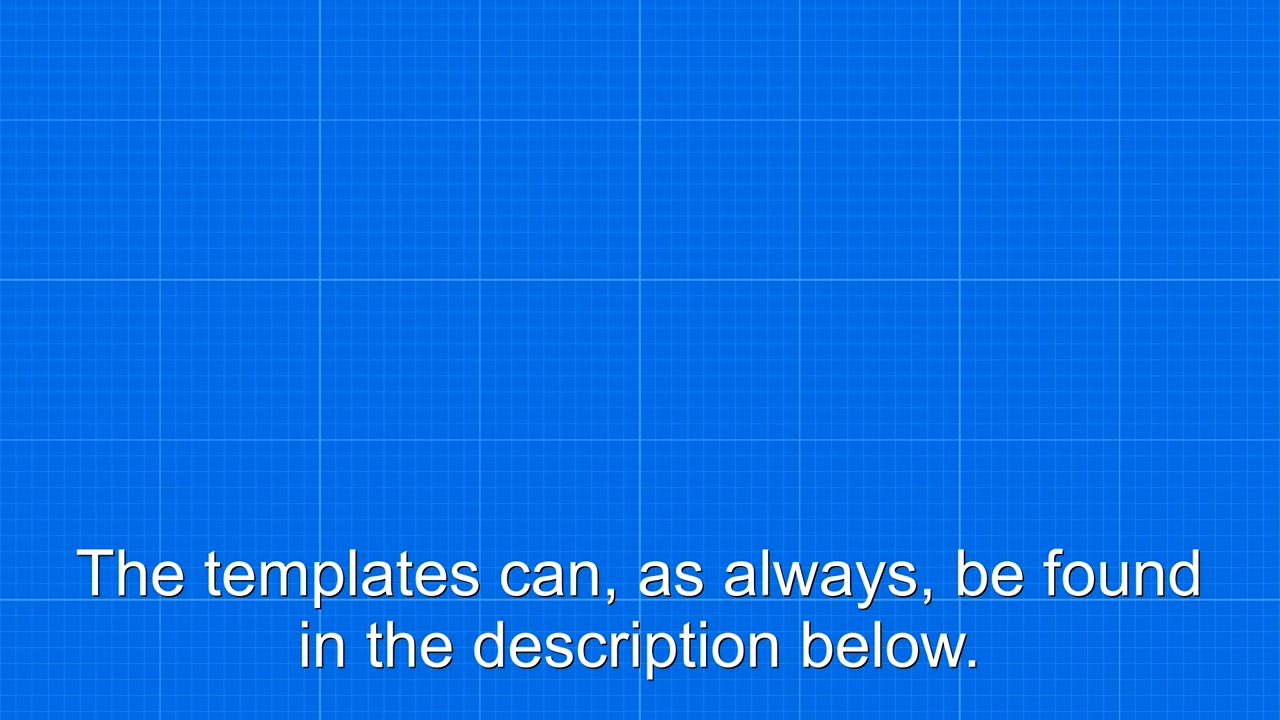 The templates can, as always, be found
in the description below.